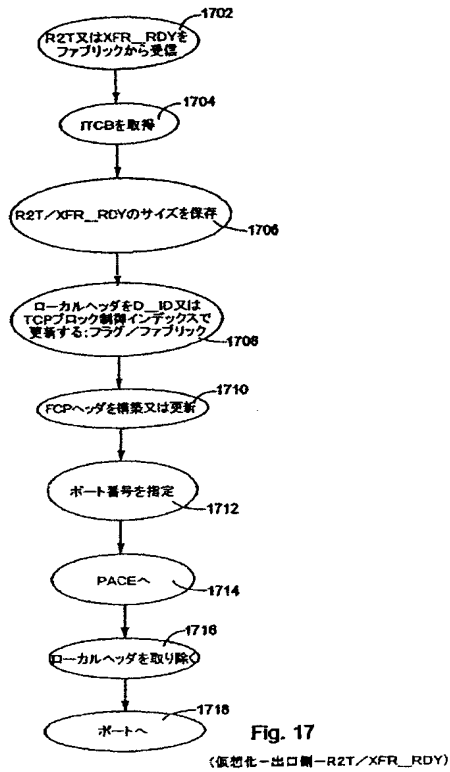 1702
R2T又はXFR__RDYを
ファブリックから受信
1704
ITCBを取得
R2T/XFR__RDYのサイズを保存
1706
ローカルヘッダをD__ID又は
TCPブロック制御インデックスで
更新する;フラグ/ファブリック
1708
FCPヘッダを構築又は更新
1710
ポート番号を指定
1712
PACEへ
1714
1716
ローカルヘッダを取り除く
1718
ポートへ
Fig. 17
(仮想化-出口側-R2T/XFR__RDY)